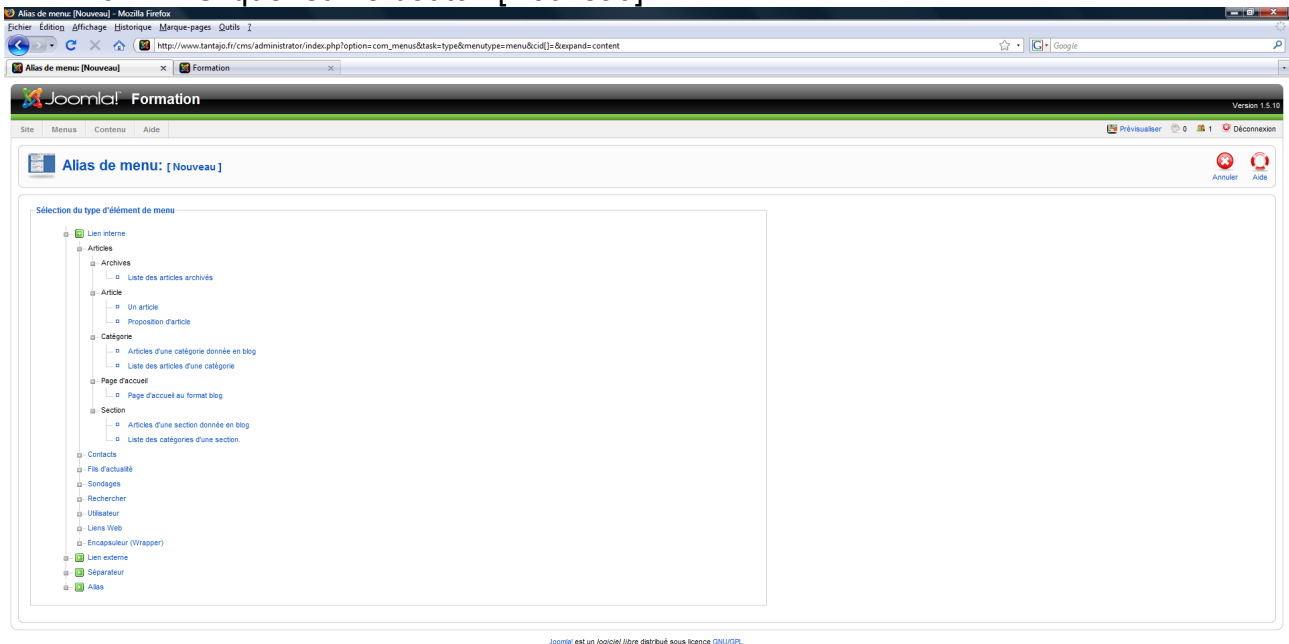 Alias de menu: [Nouveau] - Mozilla Firefox
Fichier Édition Affichage Historique Marque-pages Outils ?
http://www.tantajo.fr/cms/administrator/index.php?option=com_menus&task=type&menutype=menu&cid[]=&expand=content
Google
Alias de menu: [Nouveau] Formation
Joomla! Formation
Version 1.5.10
Site Menus Contenu Aide Prévisualiser 0 1 Déconnexion
Alias de menu: [ Nouveau ]
Annuler Aide
Sélection du type d'élément de menu
Lien interne
Articles
Archives
Liste des articles archivés
Article
Un article
Proposition d'article
Catégorie
Articles d'une catégorie donnée en blog
Liste des articles d'une catégorie
Page d'accueil
Page d'accueil au format blog
Section
Articles d'une section donnée en blog
Liste des catégories d'une section.
Contacts
Fils d'actualité
Sondages
Rechercher
Utilisateur
Liens Web
Encapsuleur (Wrapper)
Lien externe
Séparateur
Alias
Joomla! est un logiciel libre distribué sous licence GNU/GPL.